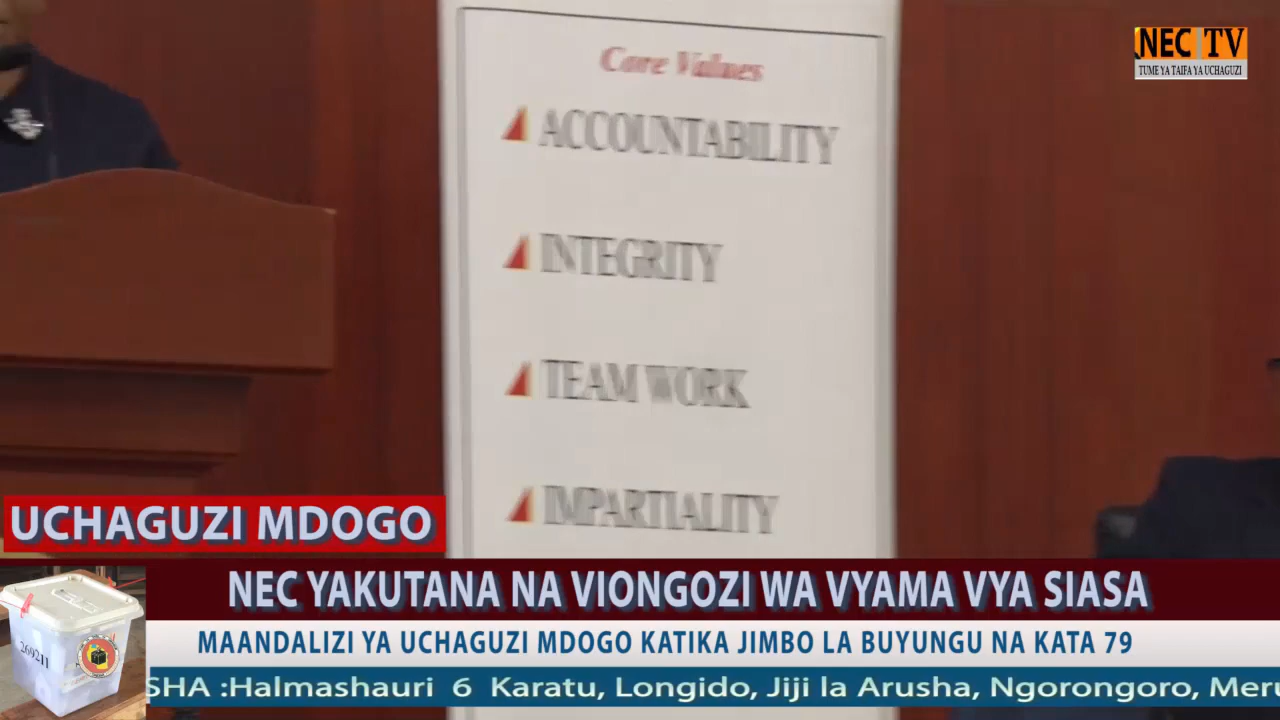 NEC TV
TUME YA TAIFA YA UCHAGUZI
Core Values
ACCOUNTABILITY
INTEGRITY
TEAM WORK
IMPARTIALITY
UCHAGUZI MDOGO
NEC YAKUTANA NA VIONGOZI WA VYAMA VYA SIASA
MAANDALIZI YA UCHAGUZI MDOGO KATIKA JIMBO LA BUYUNGU NA KATA 79
269211
SHA :Halmashauri 6 Karatu, Longido, Jiji la Arusha, Ngorongoro, Meru